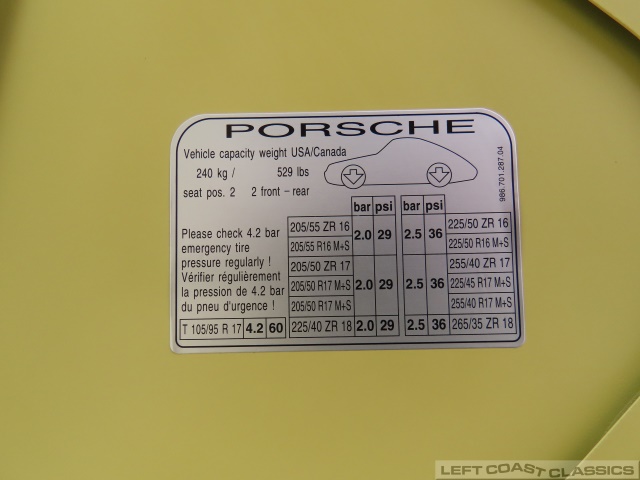 PORSCHE
Vehicle capacity weight USA/Canada
240 kg / 529 lbs
seat pos. 2 2 front – rear
986.701.287.04
bar psi bar psi
Please check 4.2 bar
emergency tire
pressure regularly !
Vérifier régulièrement
la pression de 4.2 bar
du pneu d'urgence !
205/55 ZR 16 2.0 29 2.5 36 225/50 ZR 16
205/55 R16 M+S 225/50 R16 M+S
205/50 ZR 17 255/40 ZR 17
205/50 R17 M+S 2.0 29 2.5 36 225/45 R17 M+S
205/50 R17 M+S 255/40 R17 M+S
T 105/95 R 17 4.2 60 225/40 ZR 18 2.0 29 2.5 36 265/35 ZR 18
LEFT COAST CLASSICS